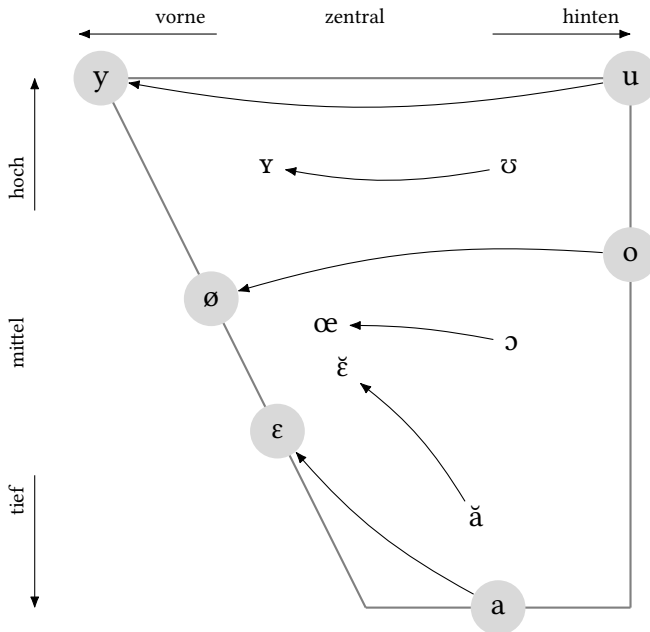 vorne zentral hinten
y u
hoch
ʏ ʊ
o
ø
mittel
œ ɔ
ɛ̆
ɛ
tief
ă
a